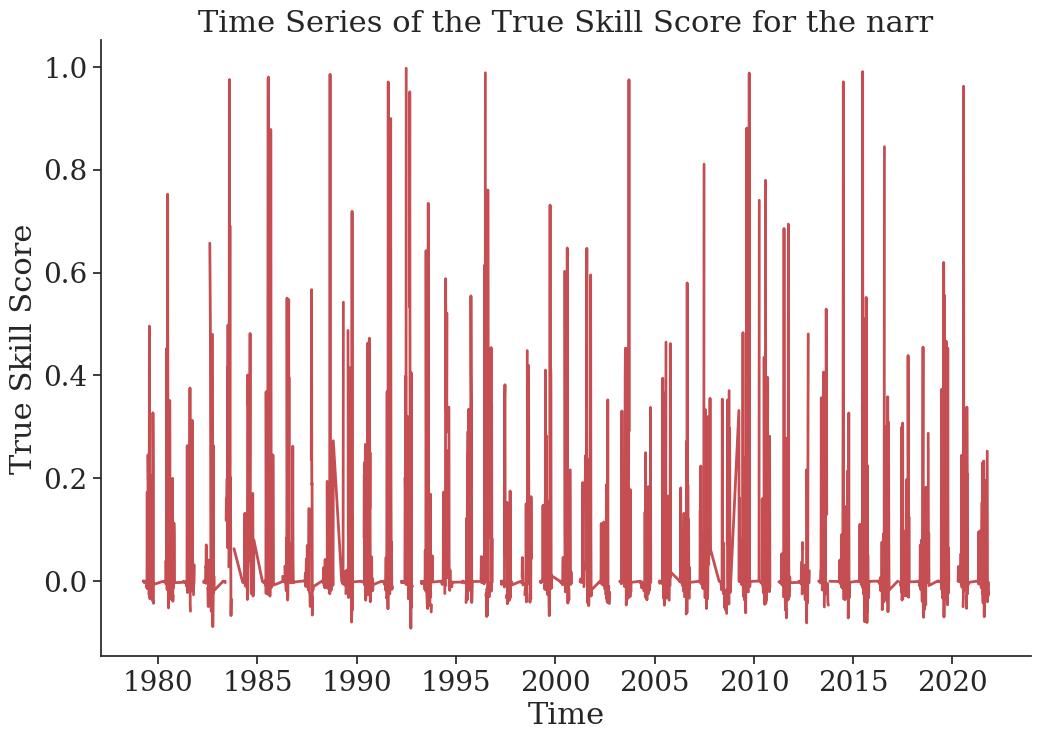 Time Series of the True Skill Score for the narr
True Skill Score
1.0
0.8
0.6
0.4
0.2
0.0
1980 1985 1990 1995 2000 2005 2010 2015 2020
Time